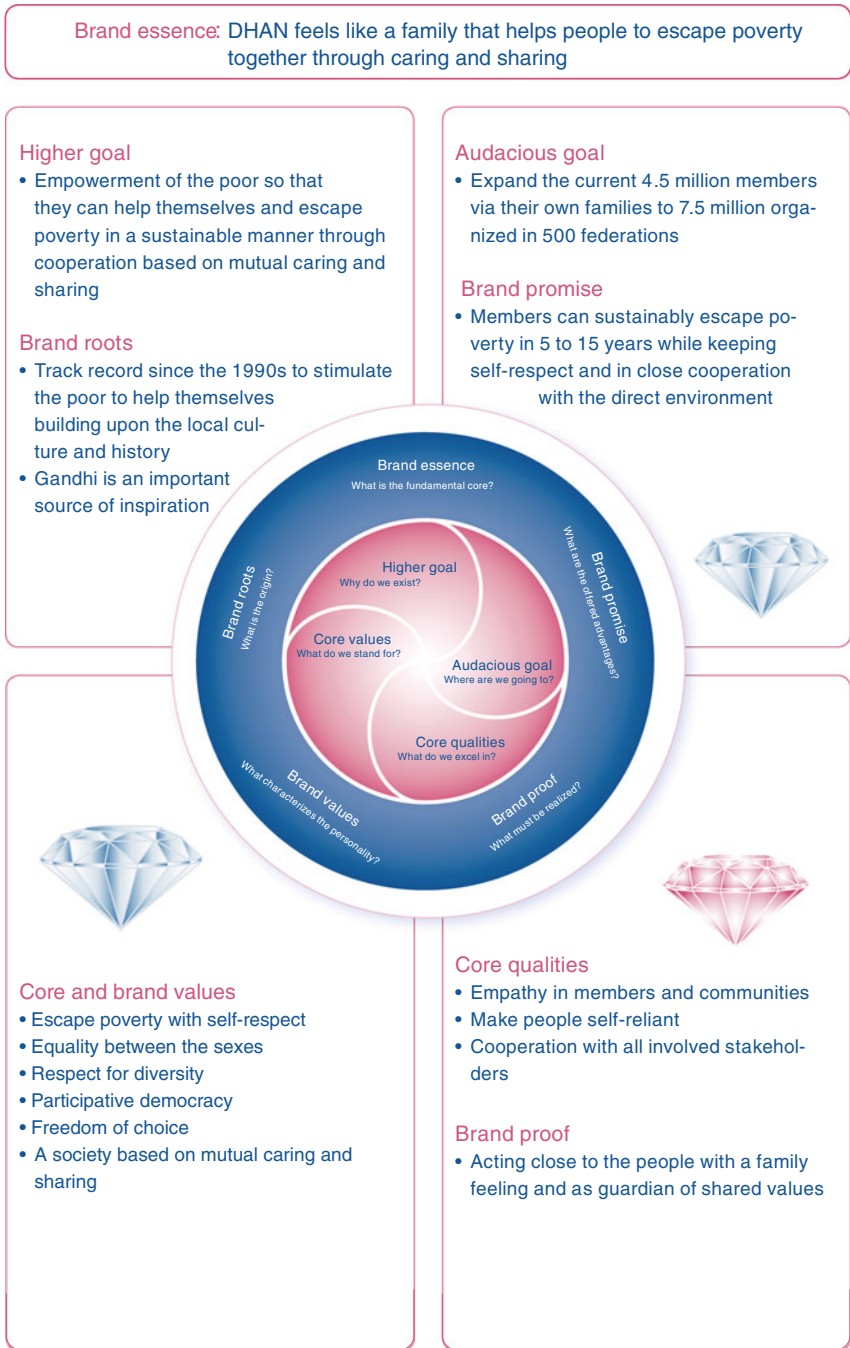 Brand essence: DHAN feels like a family that helps people to escape poverty
together through caring and sharing
Higher goal
• Empowerment of the poor so that
they can help themselves and escape
poverty in a sustainable manner through
cooperation based on mutual caring and
sharing
Brand roots
• Track record since the 1990s to stimulate
the poor to help themselves
building upon the local cul-
ture and history
• Gandhi is an important
source of inspiration
Audacious goal
• Expand the current 4.5 million members
via their own families to 7.5 million orga-
nized in 500 federations
Brand promise
• Members can sustainably escape po-
verty in 5 to 15 years while keeping
self-respect and in close cooperation
with the direct environment
Brand essence
What is the fundamental core?
Brand promise
What are the offered advantages?
Brand proof
What must be realized?
Brand values
What characterizes the personality?
Brand roots
What is the origin?
Higher goal
Why do we exist?
Core values
What do we stand for?
Audacious goal
Where are we going to?
Core qualities
What do we excel in?
Core and brand values
• Escape poverty with self-respect
• Equality between the sexes
• Respect for diversity
• Participative democracy
• Freedom of choice
• A society based on mutual caring and
sharing
Core qualities
• Empathy in members and communities
• Make people self-reliant
• Cooperation with all involved stakehol-
ders
Brand proof
• Acting close to the people with a family
feeling and as guardian of shared values